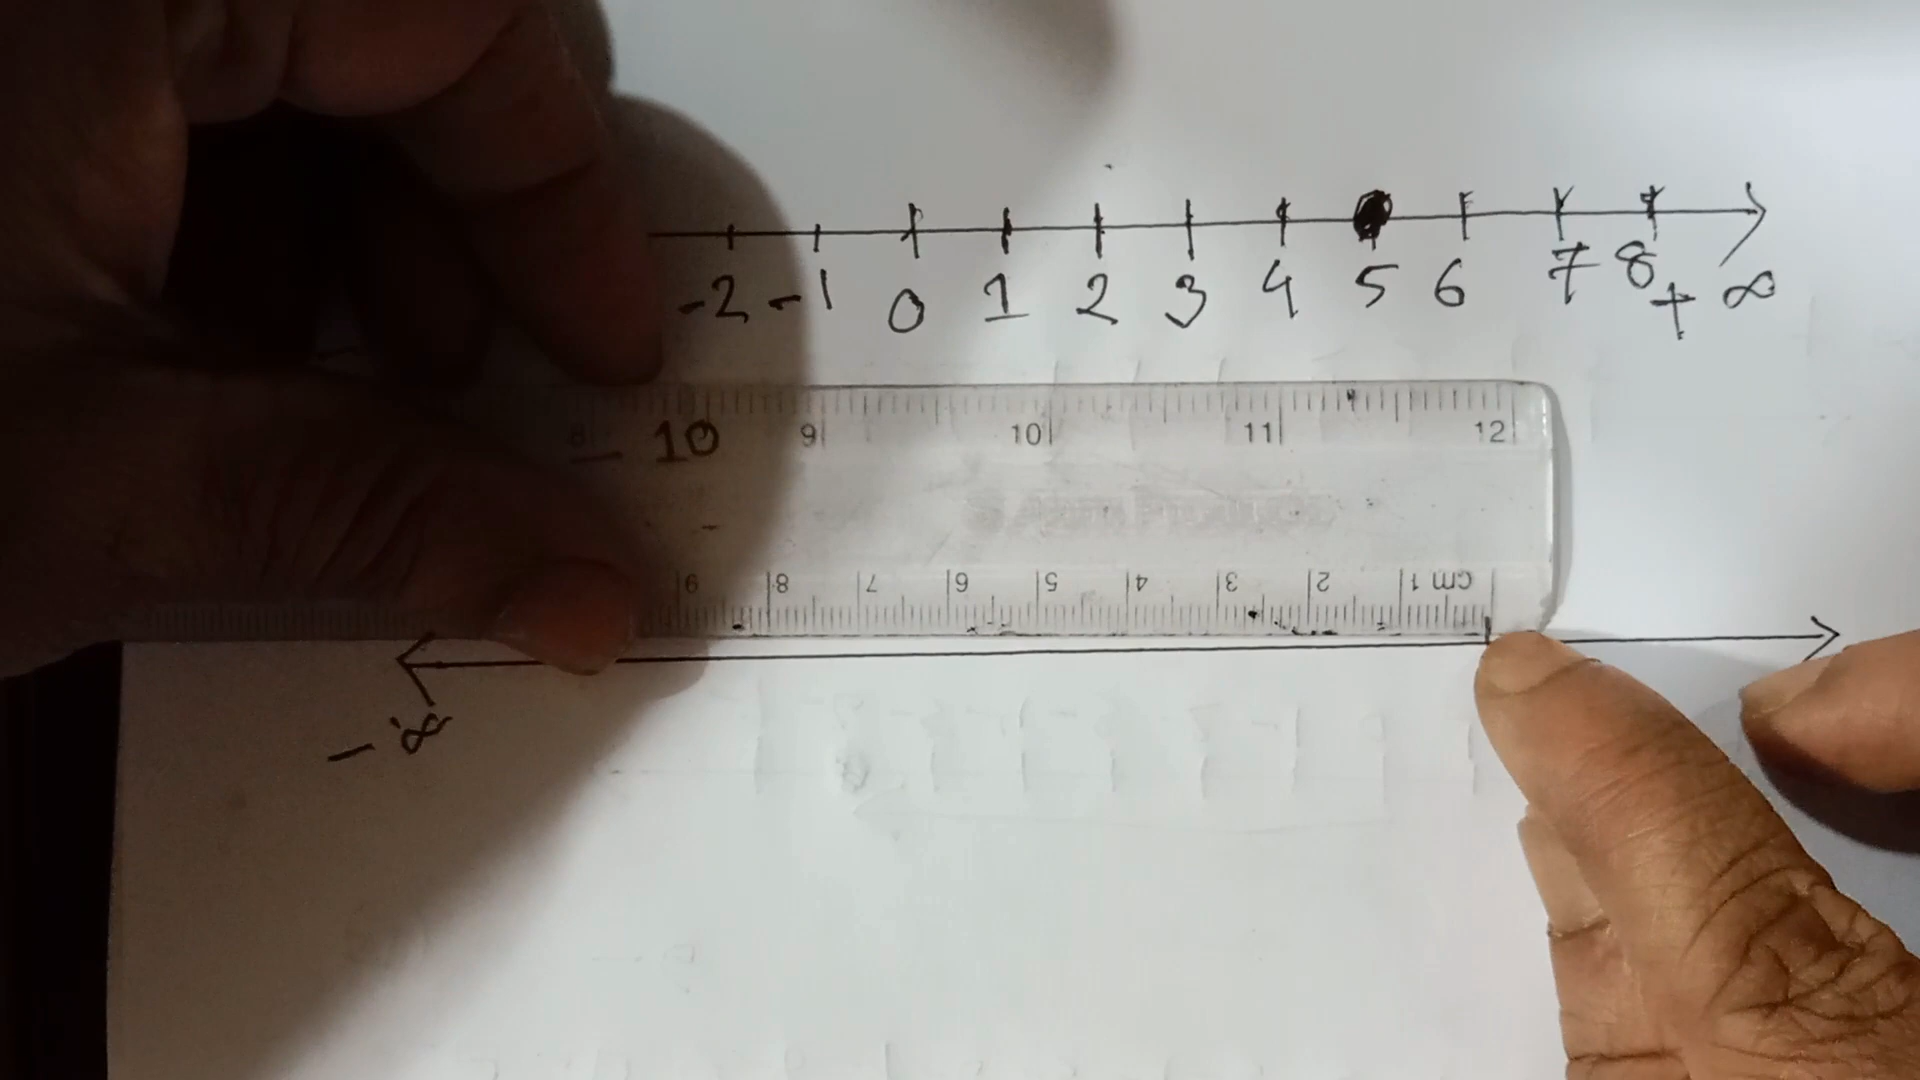 -2 -1 0 1 2 3 4 5 6 7 8 + ∞
8 9 10 11 12
- 10
9 8 7 6 5 4 3 2 1 cm
- ∞